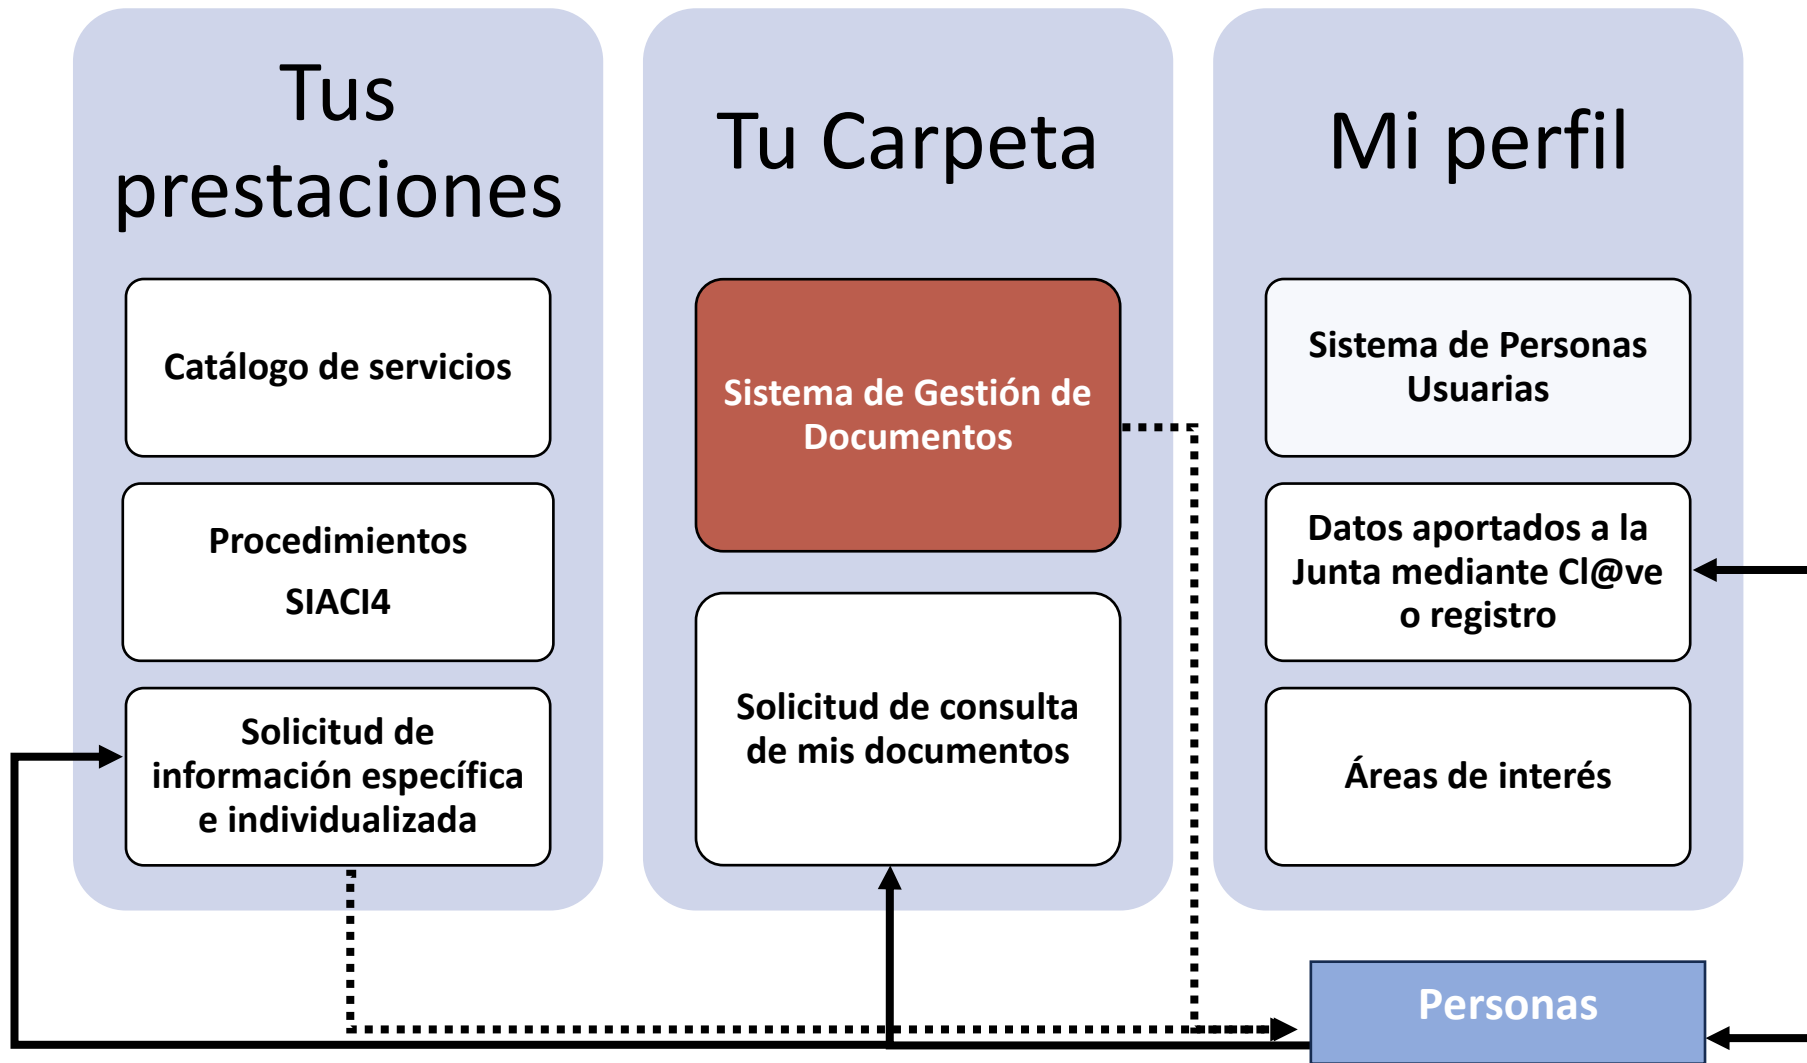 Tus
prestaciones
Catálogo de servicios
Procedimientos
SIACI4
Solicitud de
información específica
e individualizada
Tu Carpeta
Sistema de Gestión de
Documentos
Solicitud de consulta
de mis documentos
Mi perfil
Sistema de Personas
Usuarias
Datos aportados a la
Junta mediante Cl@ve
o registro
Áreas de interés
Personas